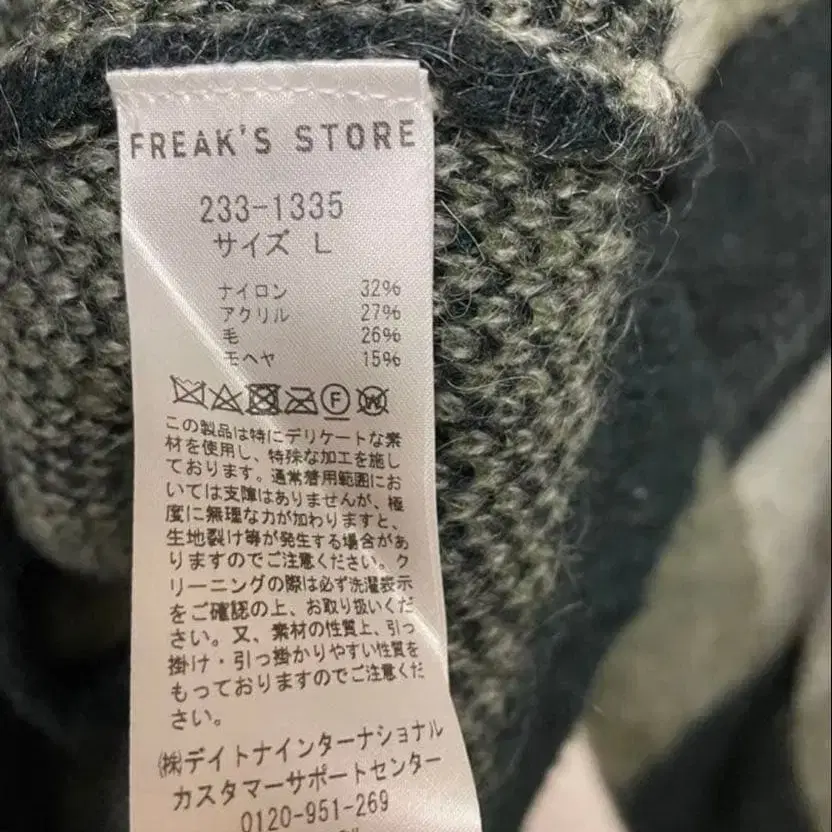 FREAK'S STORE
233-1335
サイズ L
ナイロン 32%
アクリル 27%
毛 26%
モヘヤ 15%
F W
この製品は特にデリケートな素
材を使用し、特殊な加工を施し
ております。通常着用範囲にお
いては支障はありませんが、極
度に無理な力が加わりますと、
生地裂け等が発生する場合があ
りますのでご注意ください。ク
リーニングの際は必ず洗濯表示
をご確認の上、お取り扱いくだ
さい。又、素材の性質上、引っ
掛け・引っ掛かりやすい性質を
もっておりますのでご注意くだ
さい。
㈱デイトナインターナショナル
カスタマーサポートセンター
0120-951-269